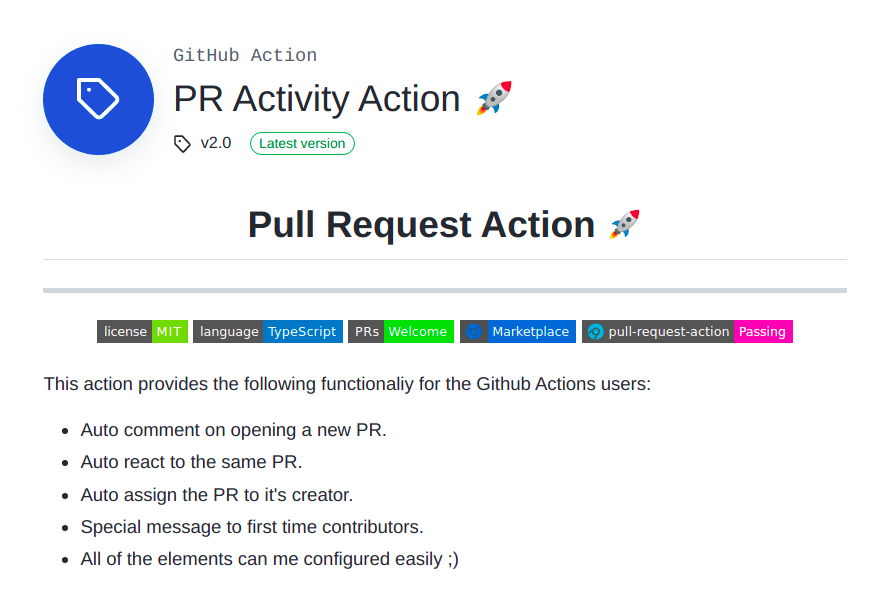 GitHub Action
PR Activity Action 🚀
v2.0 Latest version
Pull Request Action 🚀
license MIT language TypeScript PRs Welcome Marketplace pull-request-action Passing
This action provides the following functionaliy for the Github Actions users:
Auto comment on opening a new PR.
Auto react to the same PR.
Auto assign the PR to it's creator.
Special message to first time contributors.
All of the elements can me configured easily ;)